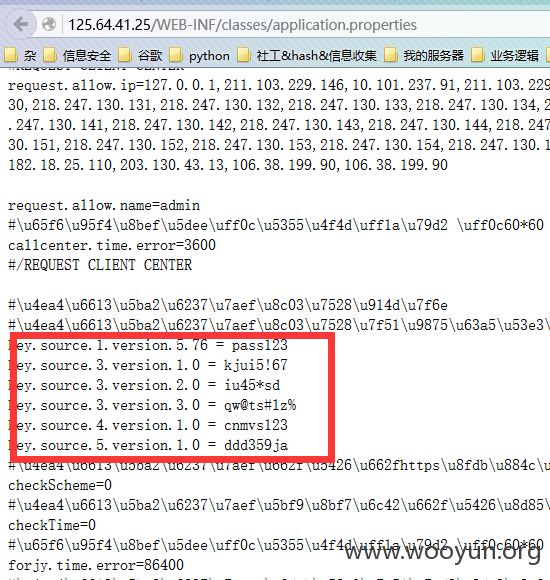 125.64.41.25/WEB-INF/classes/application.properties
杂 信息安全 谷歌 python 社工&hash&信息收集 我的服务器 业务逻辑
#REQUEST CLIENT CENTER
request.allow.ip=127.0.0.1,211.103.229.146,10.101.237.91,211.103.229
30,218.247.130.131,218.247.130.132,218.247.130.133,218.247.130.134,2
.247.130.141,218.247.130.142,218.247.130.143,218.247.130.144,218.247
30.151,218.247.130.152,218.247.130.153,218.247.130.154,218.247.130.1
182.18.25.110,203.130.43.13,106.38.199.90,106.38.199.90
request.allow.name=admin
#\u65f6\u95f4\u8bef\u5dee\uff0c\u5355\u4f4d\uff1a\u79d2 \uff0c60*60
callcenter.time.error=3600
#/REQUEST CLIENT CENTER
#\u4ea4\u6613\u5ba2\u6237\u7aef\u8c03\u7528\u914d\u7f6e
#\u4ea4\u6613\u5ba2\u6237\u7aef\u8c03\u7528\u7f51\u9875\u63a5\u53e3\
key.source.1.version.5.76 = pass123
key.source.3.version.1.0 = kjui5!67
key.source.3.version.2.0 = iu45*sd
key.source.3.version.3.0 = qw@ts#1z%
key.source.4.version.1.0 = cnmvs123
key.source.5.version.1.0 = ddd359ja
#\u4ea4\u6613\u5ba2\u6237\u7aef\u662f\u5426\u662fhttps\u8fdb\u884c\u
checkScheme=0
#\u4ea4\u6613\u5ba2\u6237\u7aef\u5bf9\u8bf7\u6c42\u662f\u5426\u8d85\
checkTime=0
#\u65f6\u95f4\u8bef\u5dee\uff0c\u5355\u4f4d\uff1a\u79d2 \uff0c60*60
forjy.time.error=86400
www.wooyun.org